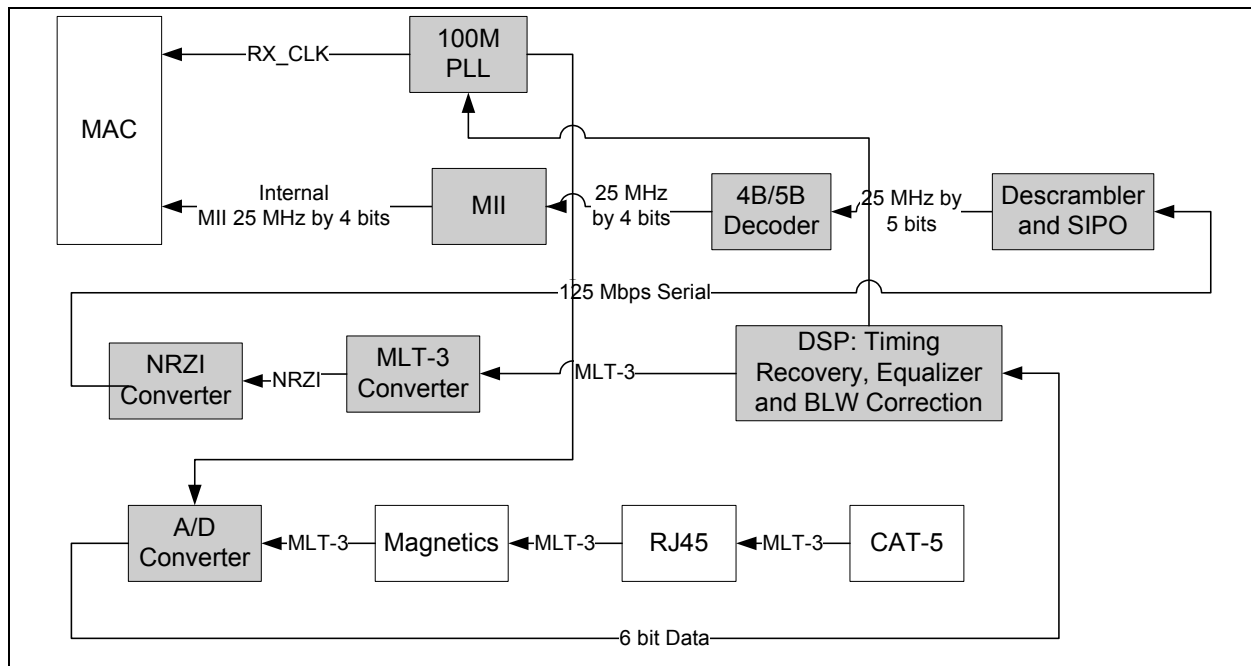 100M
PLL
RX_CLK
MAC
Internal
MII 25 MHz by 4 bits
MII
25 MHz
by 4 bits
4B/5B
Decoder
25 MHz by
5 bits
Descrambler
and SIPO
125 Mbps Serial
NRZI
Converter
NRZI
MLT-3
Converter
MLT-3
DSP: Timing
Recovery, Equalizer
and BLW Correction
A/D
Converter
MLT-3
Magnetics
MLT-3
RJ45
MLT-3
CAT-5
6 bit Data